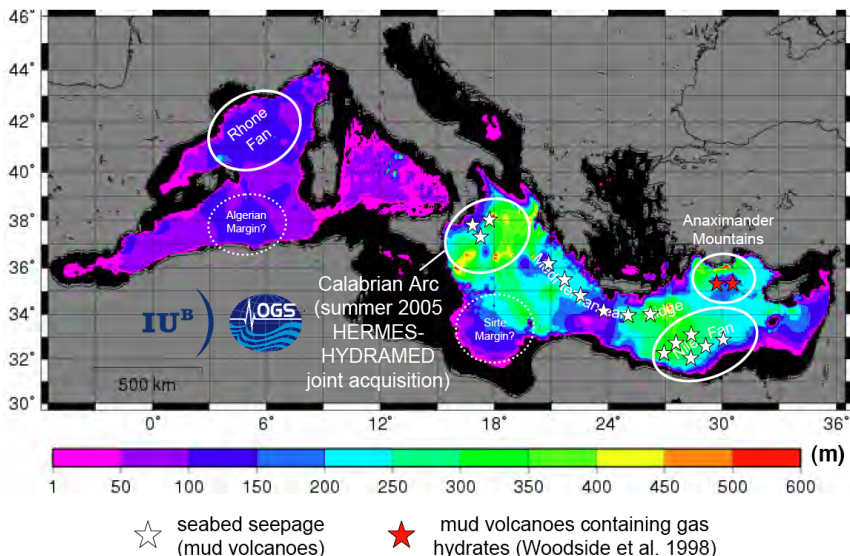 46°
44°
42°
40°
38°
36°
34°
32°
30°
Rhone
Fan
Algerian
Margin?
Anaximander
Mountains
Calabrian Arc
(summer 2005
HERMES-
HYDRAMED
joint acquisition)
Sirte
Margin?
Fan
IUB
OGS
500 km
0°
6°
12°
18°
24°
30°
36°
(m)
1 50 100 150 200 250 300 350 400 450 500 600
seabed seepage
(mud volcanoes)
mud volcanoes containing gas
hydrates (Woodside et al. 1998)